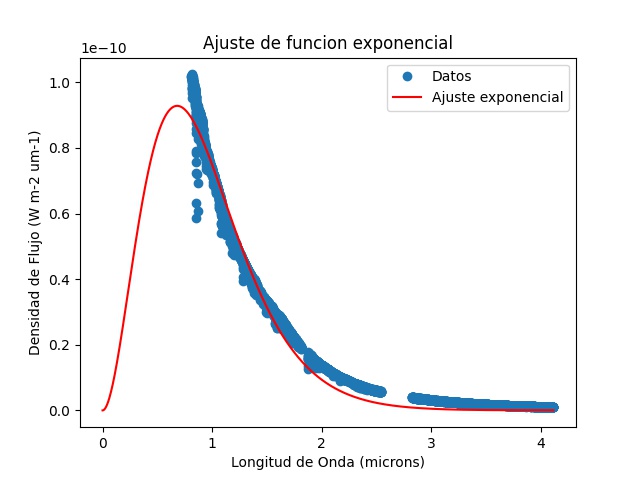 Ajuste de funcion exponencial
1e−10
Datos
Ajuste exponencial
1.0
0.8
0.6
0.4
0.2
0.0
Densidad de Flujo (W m-2 um-1)
0 1 2 3 4
Longitud de Onda (microns)